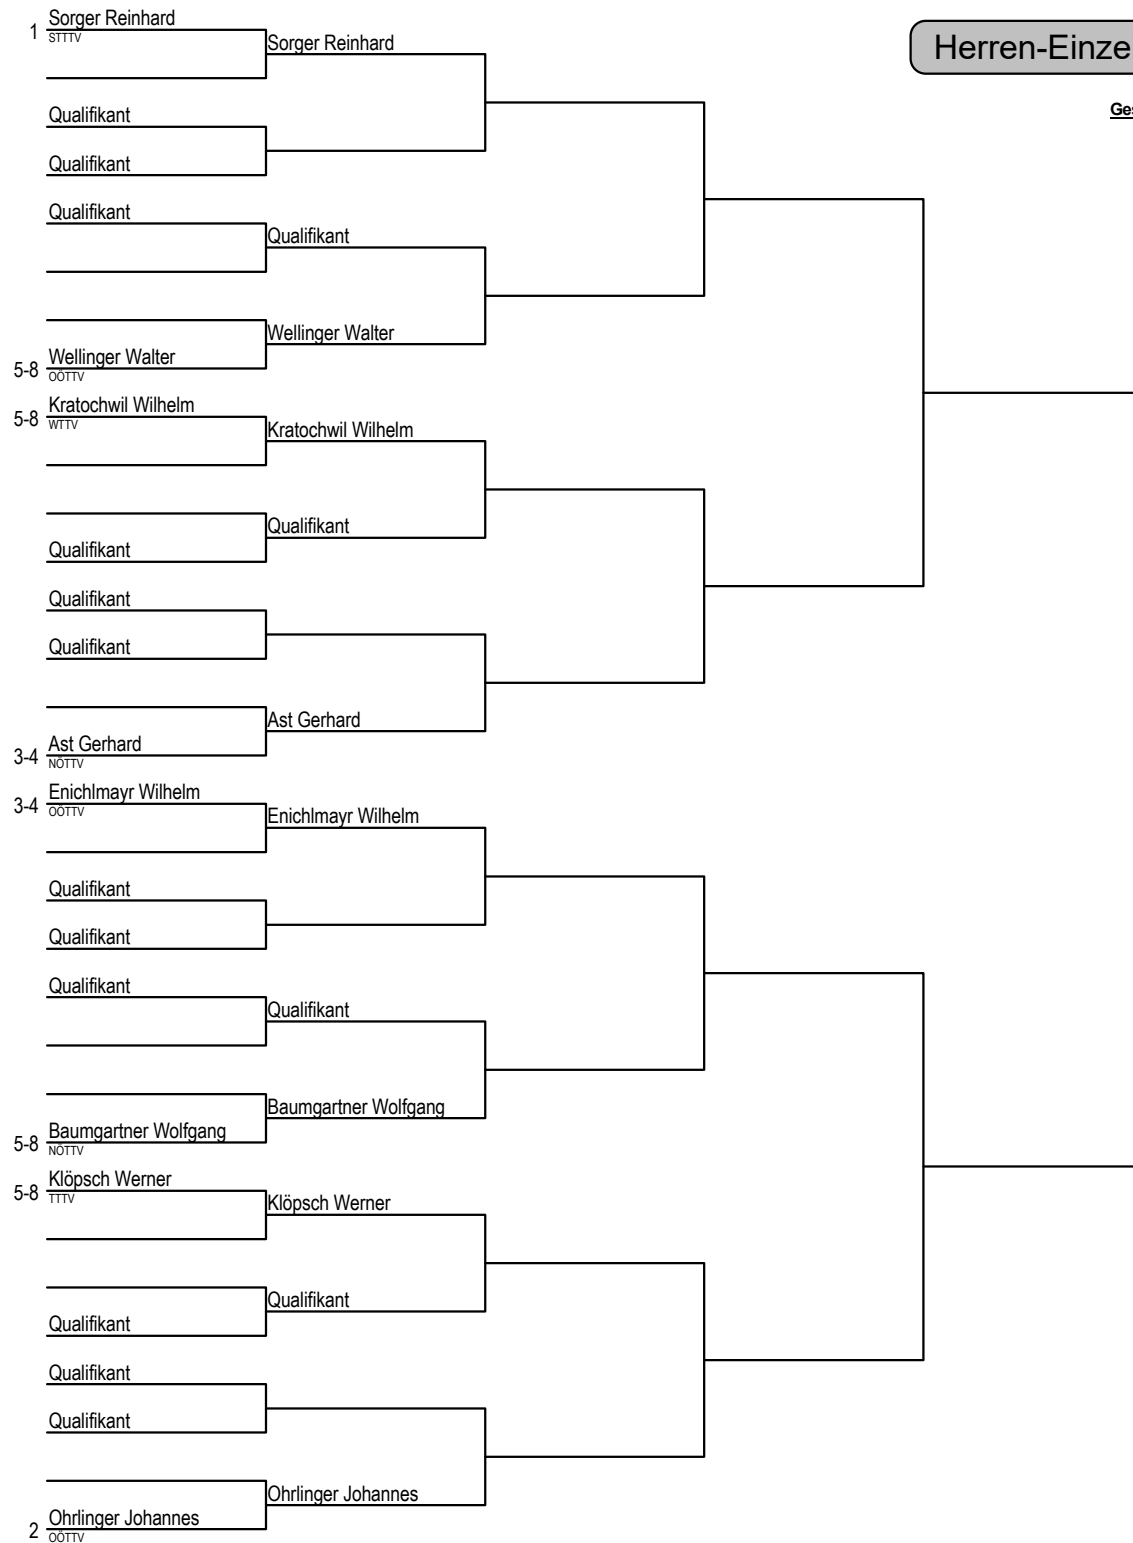 Sorger Reinhard
1
STTTV
Sorger Reinhard
Herren-Einze
Ges
Qualifikant
Qualifikant
Qualifikant
Qualifikant
Wellinger Walter
Wellinger Walter
5-8
OÖTTV
Kratochwil Wilhelm
5-8
WTTV
Kratochwil Wilhelm
Qualifikant
Qualifikant
Qualifikant
Qualifikant
Ast Gerhard
Ast Gerhard
3-4
NÖTTV
Enichlmayr Wilhelm
3-4
OÖTTV
Enichlmayr Wilhelm
Qualifikant
Qualifikant
Qualifikant
Qualifikant
Baumgartner Wolfgang
Baumgartner Wolfgang
5-8
NÖTTV
Klöpsch Werner
5-8
TTTV
Klöpsch Werner
Qualifikant
Qualifikant
Qualifikant
Qualifikant
Ohrlinger Johannes
Ohrlinger Johannes
2
OÖTTV